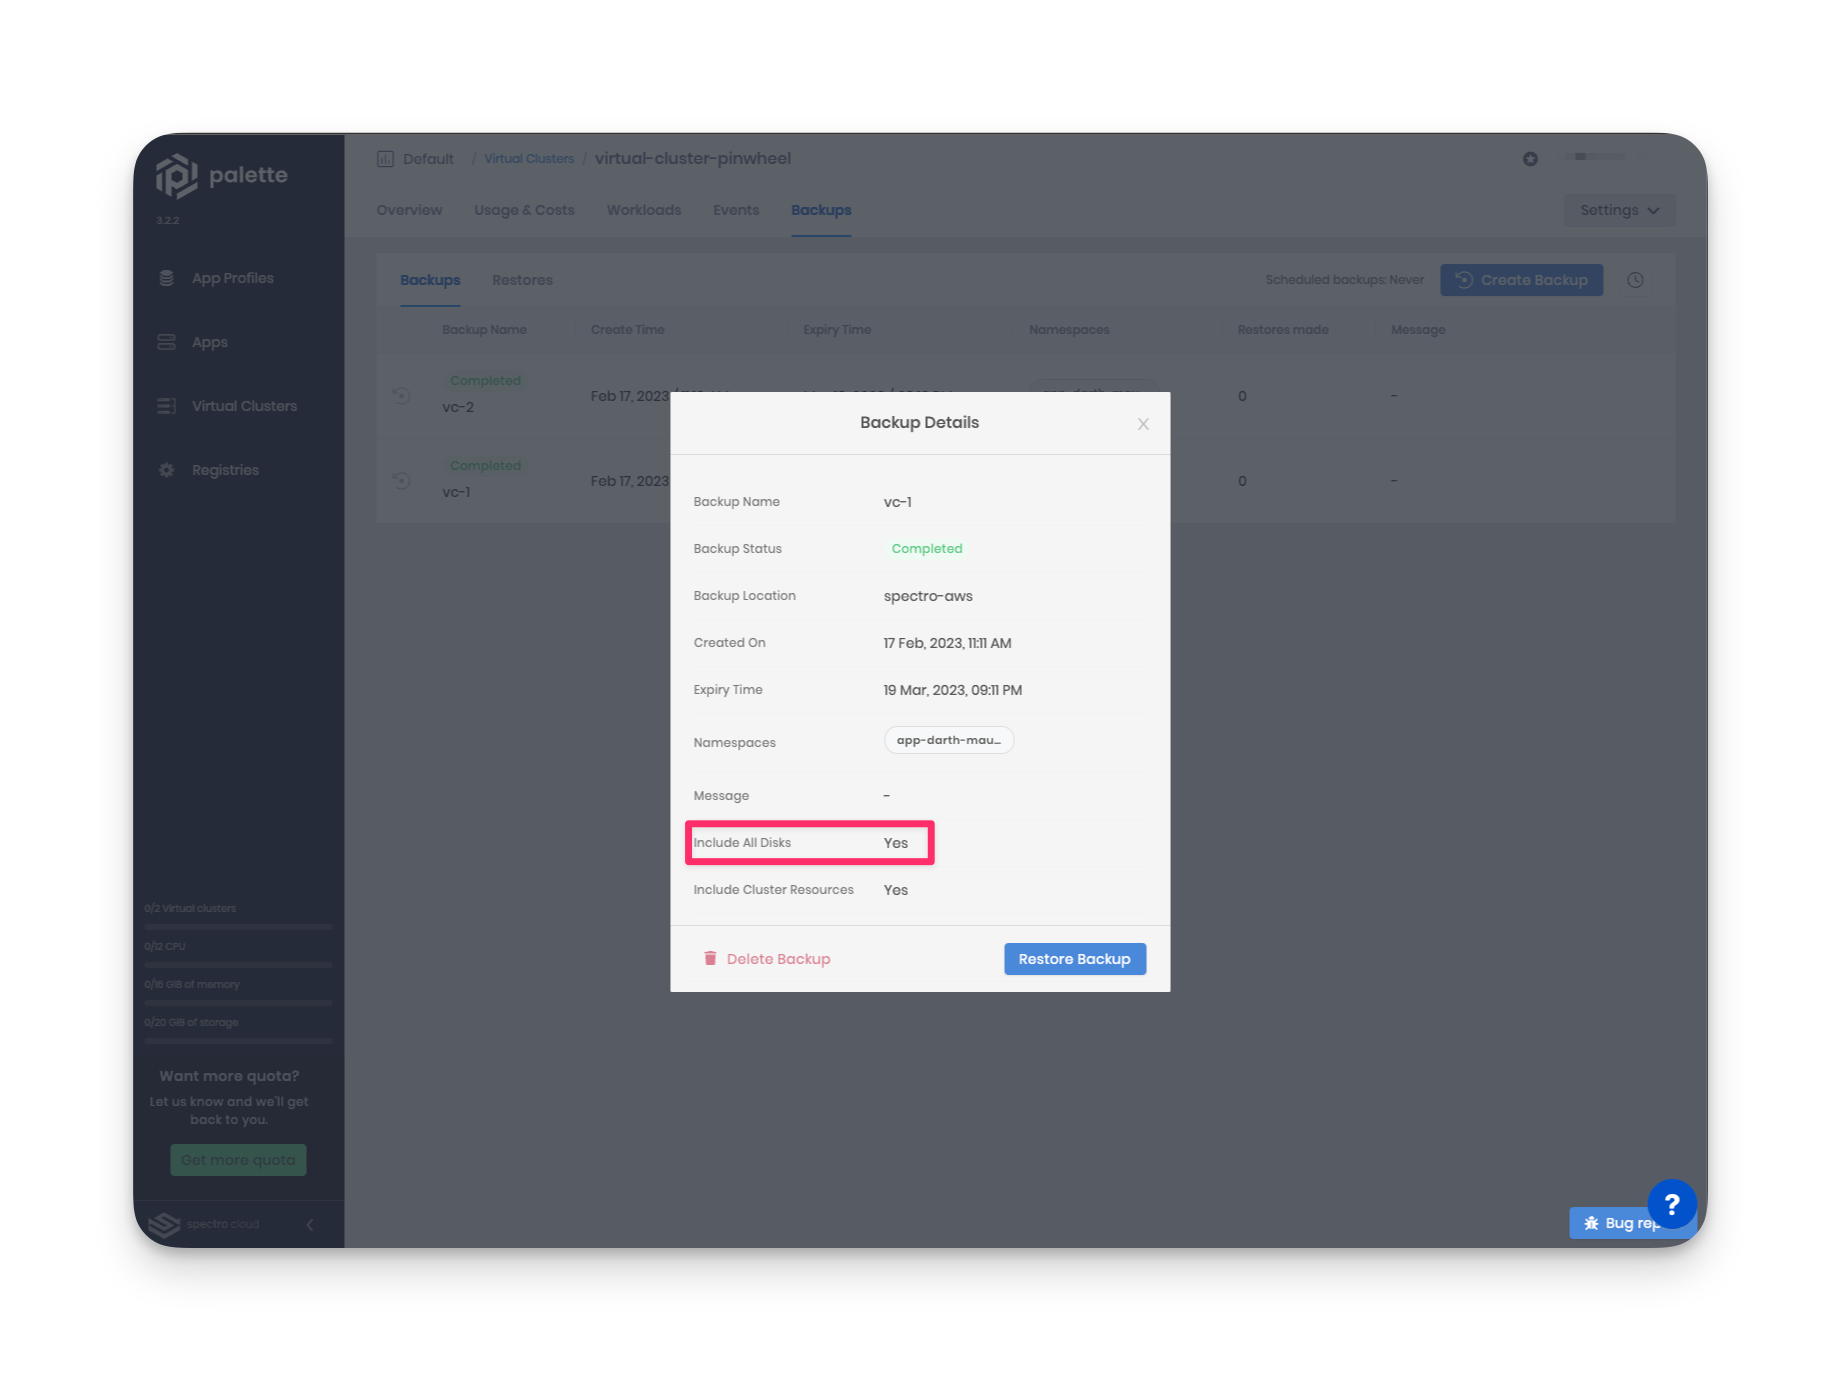 palette
3.2.2
Default / Virtual Clusters / virtual-cluster-pinwheel
Overview Usage & Costs Workloads Events Backups
Settings
App Profiles
Apps
Virtual Clusters
Registries
Backups Restores
Scheduled backups: Never Create Backup
Backup Name Create Time Expiry Time Namespaces Restores made Message
Completed
vc-2 Feb 17, 2023 0 -
Completed
vc-1 Feb 17, 2023 0 -
Backup Details
Backup Name vc-1
Backup Status Completed
Backup Location spectro-aws
Created On 17 Feb, 2023, 11:11 AM
Expiry Time 19 Mar, 2023, 09:11 PM
Namespaces app-darth-mau...
Message -
Include All Disks Yes
Include Cluster Resources Yes
Delete Backup Restore Backup
0/2 Virtual clusters
0/12 CPU
0/16 GiB of memory
0/20 GiB of storage
Want more quota?
Let us know and we'll get
back to you.
Get more quota
spectro cloud
Bug rep
?